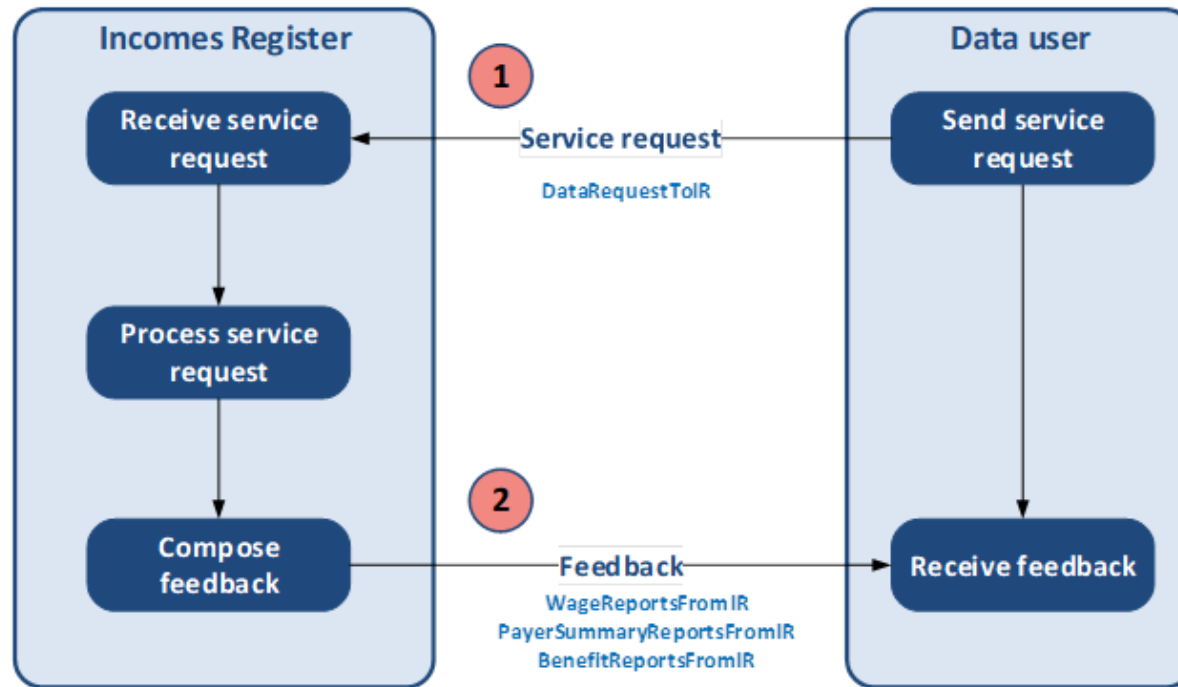 Incomes Register
Data user
1
Receive service
request
Service request
DataRequestToIR
Send service
request
Process service
request
2
Compose
feedback
Feedback
WageReportsFromIR
PayerSummaryReportsFromIR
BenefitReportsFromIR
Receive feedback